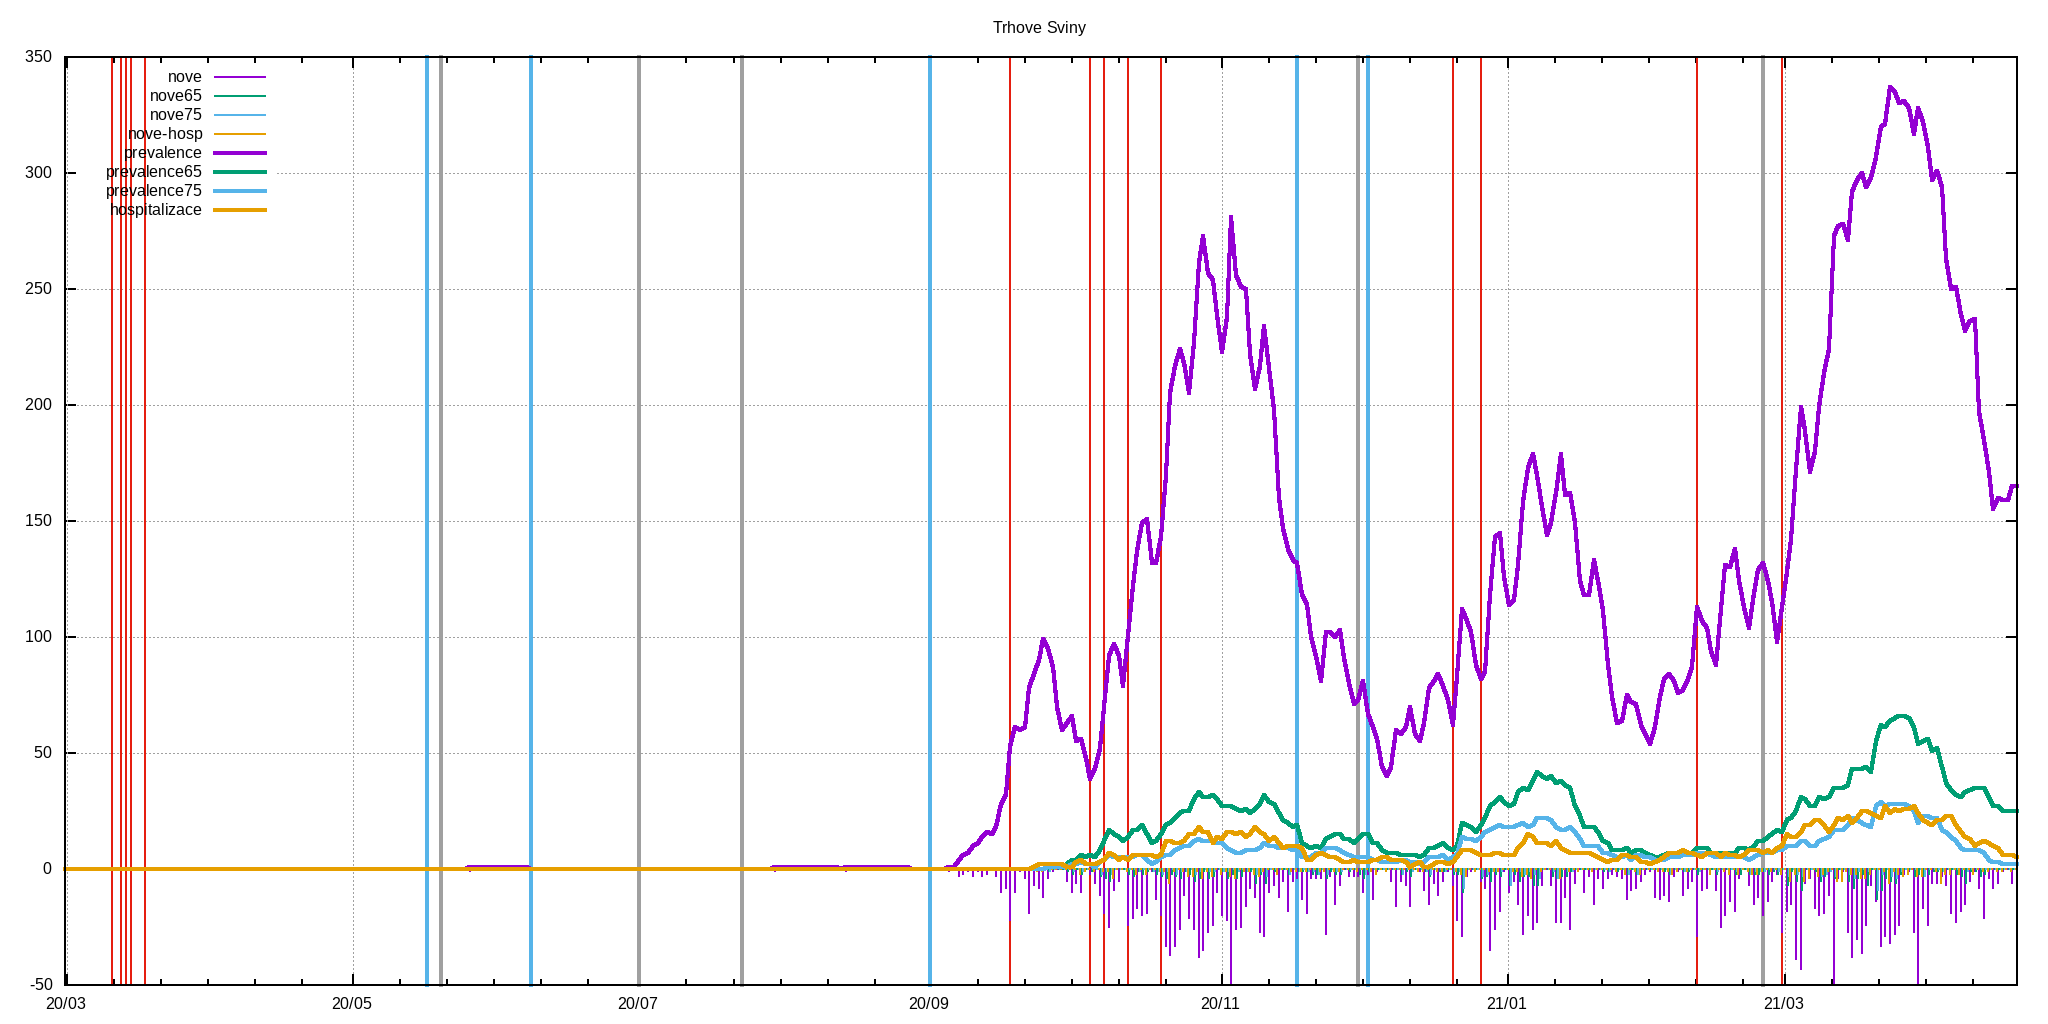 Trhove Sviny
350
300
250
200
150
100
50
0
-50
nove
nove65
nove75
nove-hosp
prevalence
prevalence65
prevalence75
hospitalizace
20/03
20/05
20/07
20/09
20/11
21/01
21/03